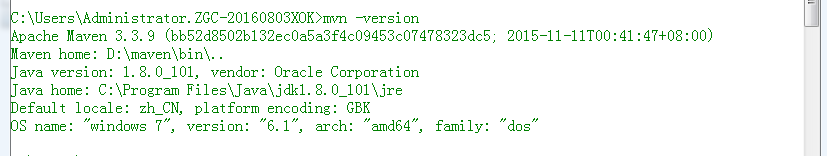 C:\Users\Administrator.ZGC-20160803XOK>mvn -version
Apache Maven 3.3.9 (bb52d8502b132ec0a5a3f4c09453c07478323dc5; 2015-11-11T00:41:47+08:00)
Maven home: D:\maven\bin\..
Java version: 1.8.0_101, vendor: Oracle Corporation
Java home: C:\Program Files\Java\jdk1.8.0_101\jre
Default locale: zh_CN, platform encoding: GBK
OS name: "windows 7", version: "6.1", arch: "amd64", family: "dos"